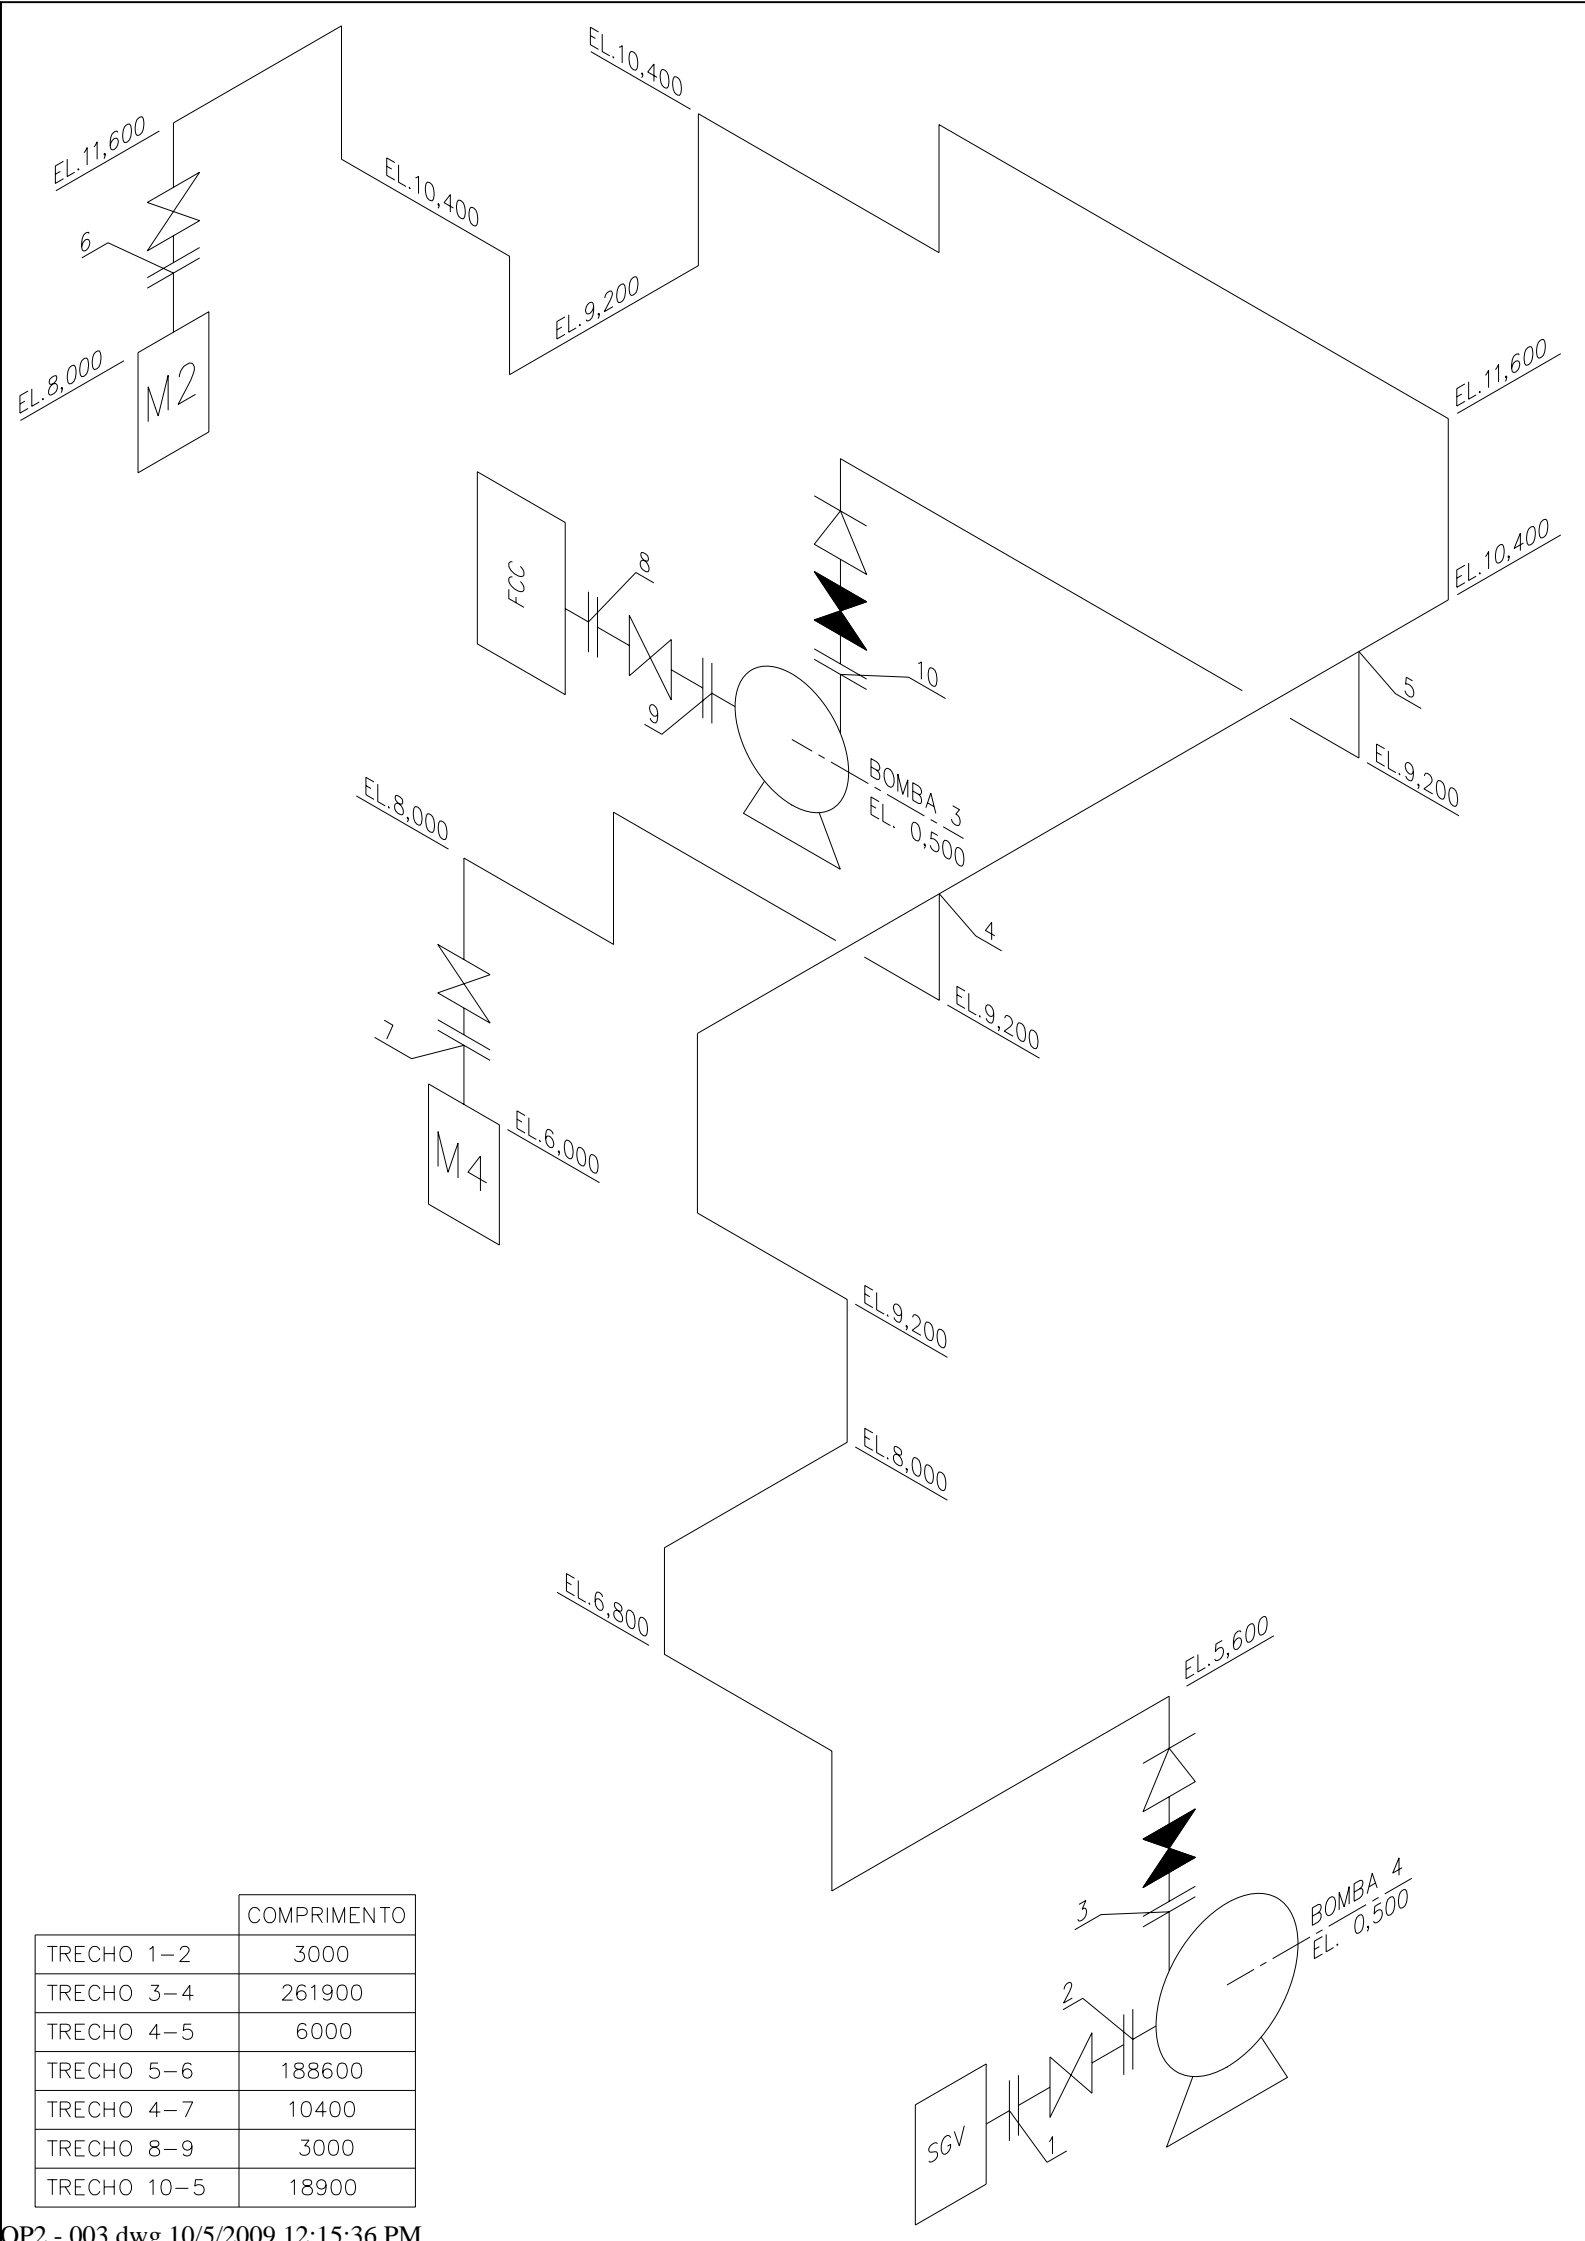 EL.10,400
EL.11,600
EL.10,400
6
EL.9,200
EL.8,000
M2
EL.11,600
EL.10,400
FCC
8
10
5
9
EL.9,200
BOMBA 3
EL. 0,500
EL.8,000
4
EL.9,200
7
EL.6,000
M4
EL.9,200
EL.8,000
EL.6,800
EL.5,600
3
BOMBA 4
EL. 0,500
2
1
SGV
COMPRIMENTO
TRECHO 1-2 3000
TRECHO 3-4 261900
TRECHO 4-5 6000
TRECHO 5-6 188600
TRECHO 4-7 10400
TRECHO 8-9 3000
TRECHO 10-5 18900
OP2 - 003.dwg 10/5/2009 12:15:36 PM